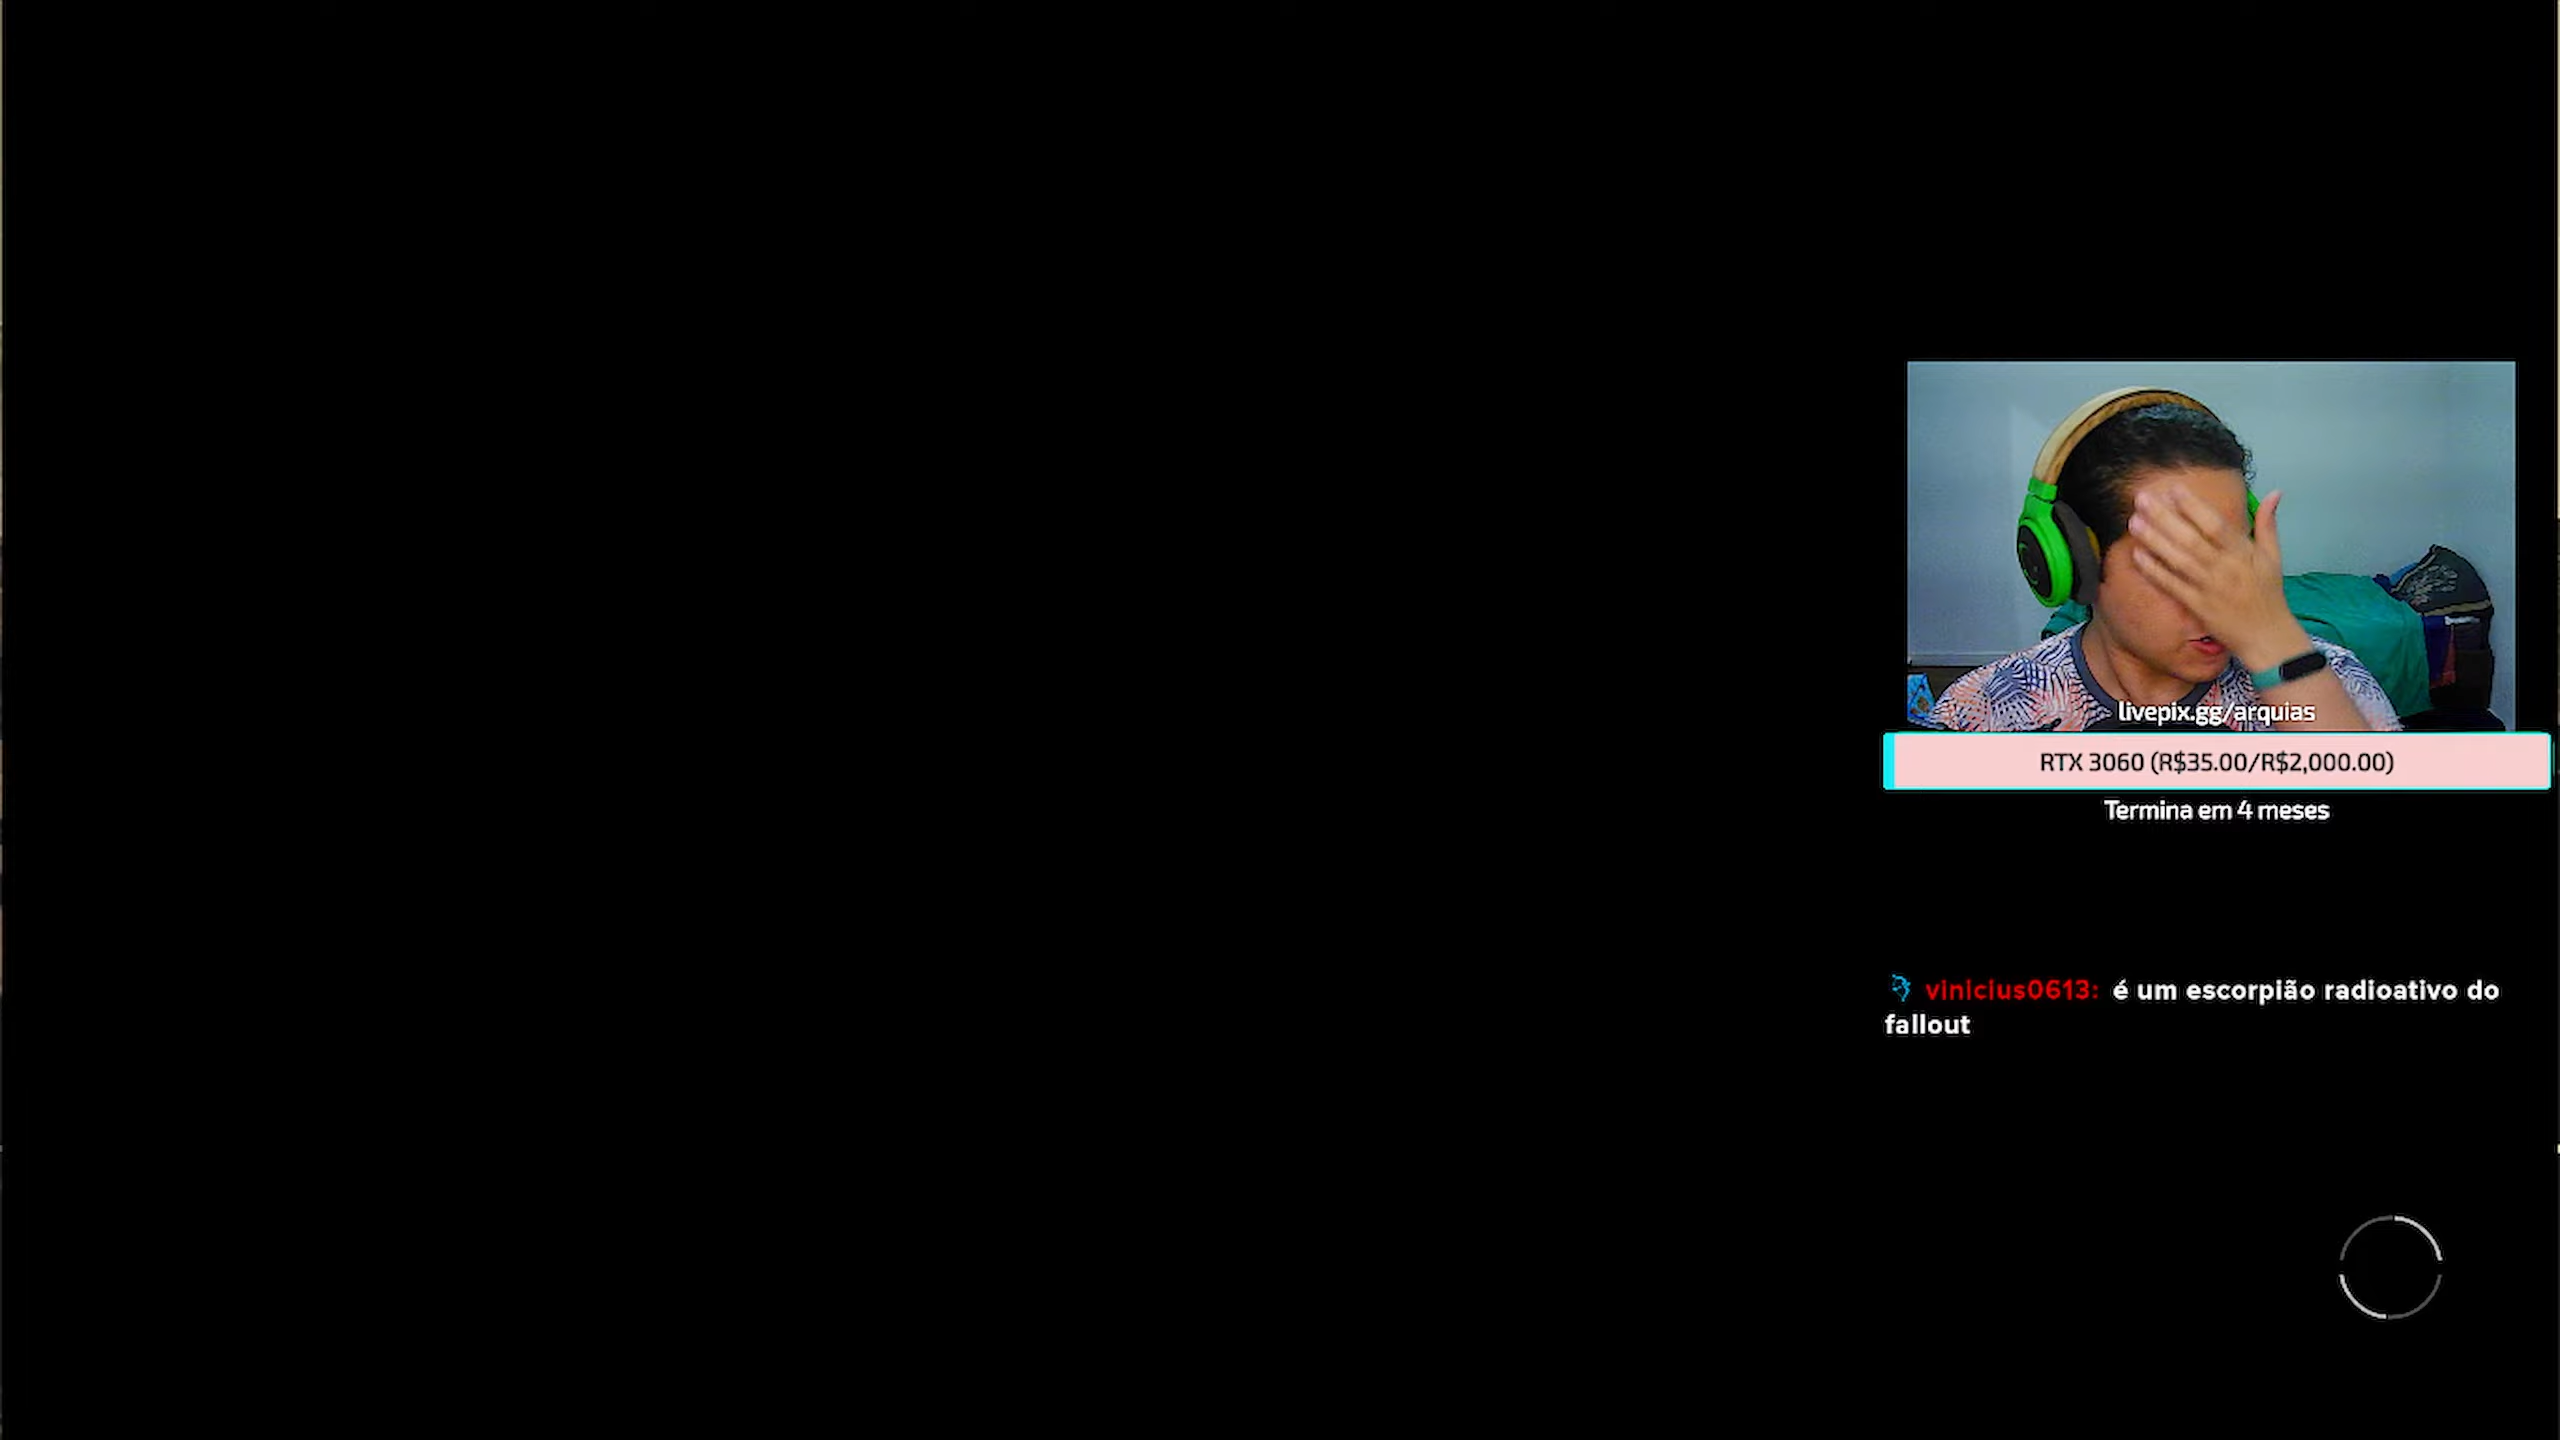 livepix.gg/arquias
RTX 3060 (R$35.00/R$2,000.00)
Termina em 4 meses
vinicius0613: é um escorpião radioativo do
fallout